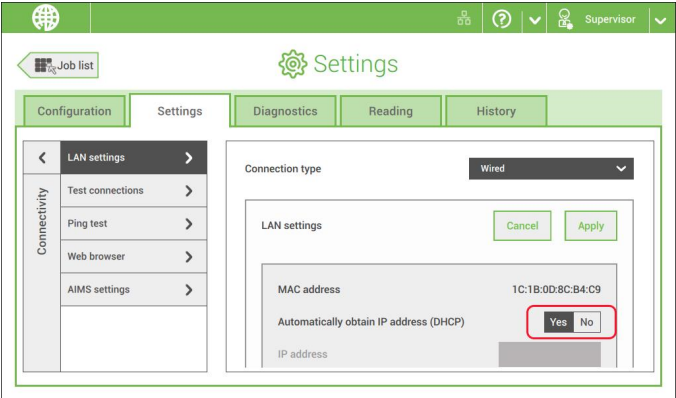 Supervisor
Job list
Settings
Configuration
Settings
Diagnostics
Reading
History
Connectivity
LAN settings
Test connections
Ping test
Web browser
AIMS settings
Connection type
Wired
LAN settings
Cancel
Apply
MAC address
1C:1B:0D:8C:B4:C9
Automatically obtain IP address (DHCP)
Yes
No
IP address